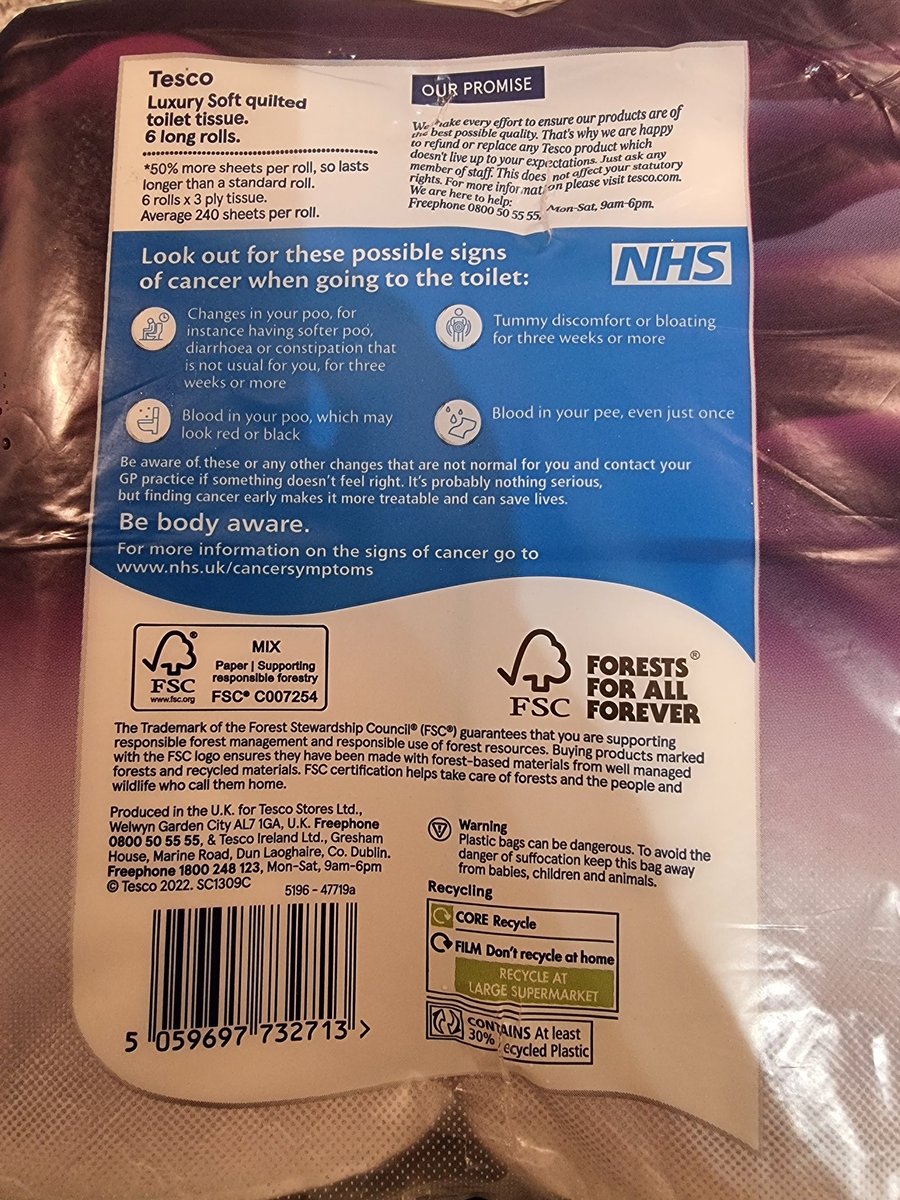 Tesco
Luxury Soft quilted
toilet tissue.
6 long rolls.
*50% more sheets per roll, so lasts
longer than a standard roll.
6 rolls x 3 ply tissue.
Average 240 sheets per roll.
OUR PROMISE
We make every effort to ensure our products are of
the best possible quality. That's why we are happy
to refund or replace any Tesco product which
doesn't live up to your expectations. Just ask any
member of staff. This does not affect your statutory
rights. For more information please visit tesco.com.
We are here to help:
Freephone 0800 50 55 55, Mon-Sat, 9am-6pm.
Look out for these possible signs
of cancer when going to the toilet:
NHS
Changes in your poo, for
instance having softer poo,
diarrhoea or constipation that
is not usual for you, for three
weeks or more
Tummy discomfort or bloating
for three weeks or more
Blood in your poo, which may
look red or black
Blood in your pee, even just once
Be aware of these or any other changes that are not normal for you and contact your
GP practice if something doesn't feel right. It's probably nothing serious,
but finding cancer early makes it more treatable and can save lives.
Be body aware.
For more information on the signs of cancer go to
www.nhs.uk/cancersymptoms
FSC®
www.fsc.org
MIX
Paper | Supporting
responsible forestry
FSC® C007254
FSC
FORESTS®
FOR ALL
FOREVER
The Trademark of the Forest Stewardship Council® (FSC®) guarantees that you are supporting
responsible forest management and responsible use of forest resources. Buying products marked
with the FSC logo ensures they have been made with forest-based materials from well managed
forests and recycled materials. FSC certification helps take care of forests and the people and
wildlife who call them home.
Produced in the U.K. for Tesco Stores Ltd.,
Welwyn Garden City AL7 1GA, U.K. Freephone
0800 50 55 55, & Tesco Ireland Ltd., Gresham
House, Marine Road, Dun Laoghaire, Co. Dublin.
Freephone 1800 248 123, Mon-Sat, 9am-6pm
© Tesco 2022. SC1309C
5196 - 47719a
5 059697 732713 >
Warning
Plastic bags can be dangerous. To avoid the
danger of suffocation keep this bag away
from babies, children and animals.
Recycling
CORE Recycle
FILM Don't recycle at home
RECYCLE AT
LARGE SUPERMARKET
CONTAINS At least
30% Recycled Plastic